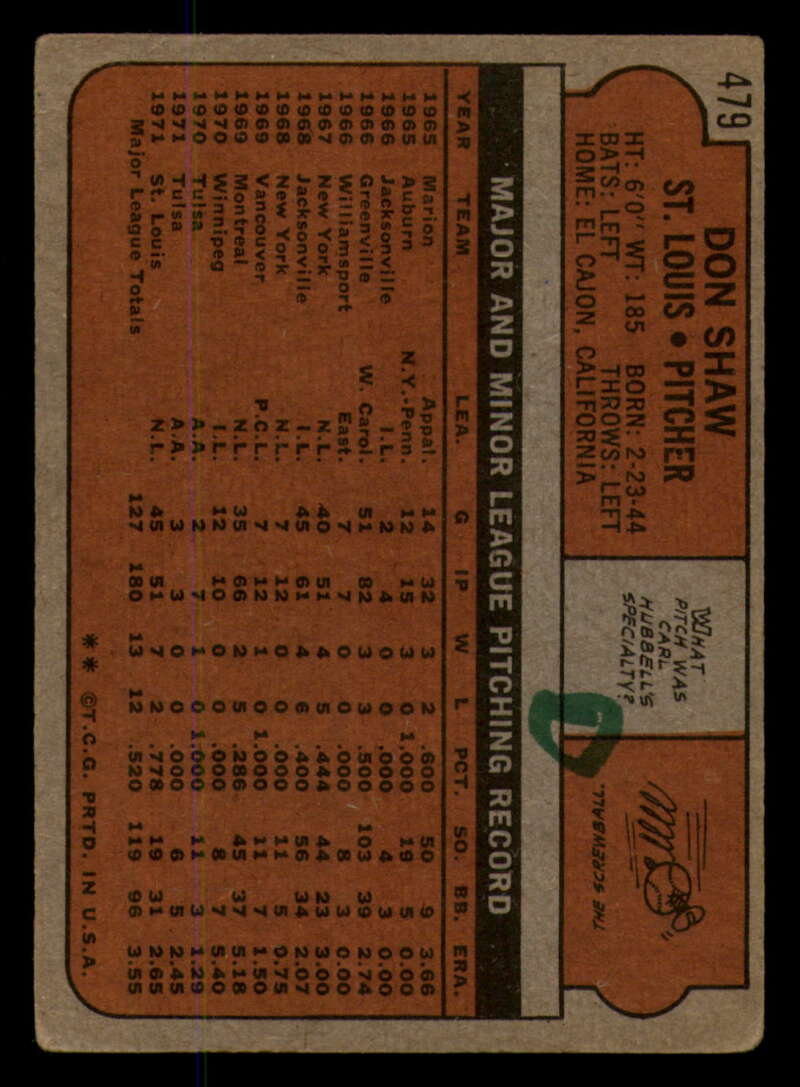 479
DON SHAW
ST. LOUIS • PITCHER
HT: 6'0" WT: 185 BORN: 2-23-44
BATS: LEFT THROWS: LEFT
HOME: EL CAJON, CALIFORNIA
WHAT
PITCH WAS
CARL
HUBBELL'S
SPECIALTY?
THE SCREWBALL.
MAJOR AND MINOR LEAGUE PITCHING RECORD
YEAR TEAM LEA. G IP W L PCT. SO. BB. ERA.
1965 Marion Appal. 14 32 3 2 .600 50 9 3.66
1965 Auburn N.Y.-Penn. 12 15 3 0 1.000 19 5 0.00
1966 Jacksonville I.L. 2 4 0 0 .000 4 3 0.00
1966 Greenville W. Carol. 51 82 3 3 .500 103 39 2.74
1966 Williamsport East. 7 7 0 0 .000 8 3 0.00
1967 New York N.L. 40 51 4 5 .444 44 23 3.00
1968 Jacksonville I.L. 45 61 4 6 .400 56 34 2.07
1968 New York N.L. 7 12 0 0 .000 11 5 0.75
1969 Vancouver P.C.L. 7 12 1 0 1.000 11 7 1.50
1969 Montreal N.L. 35 66 2 5 .286 45 37 5.18
1970 Winnipeg I.L. 12 10 0 0 .000 8 7 5.40
1970 Tulsa A.A. 2 7 1 0 1.000 11 3 1.29
1971 Tulsa A.A. 3 3 0 0 .000 6 5 2.45
1971 St. Louis N.L. 45 51 7 2 .778 19 31 2.65
Major League Totals 127 180 13 12 .520 119 96 3.55
** ©T.C.G. PRTD. IN U.S.A.